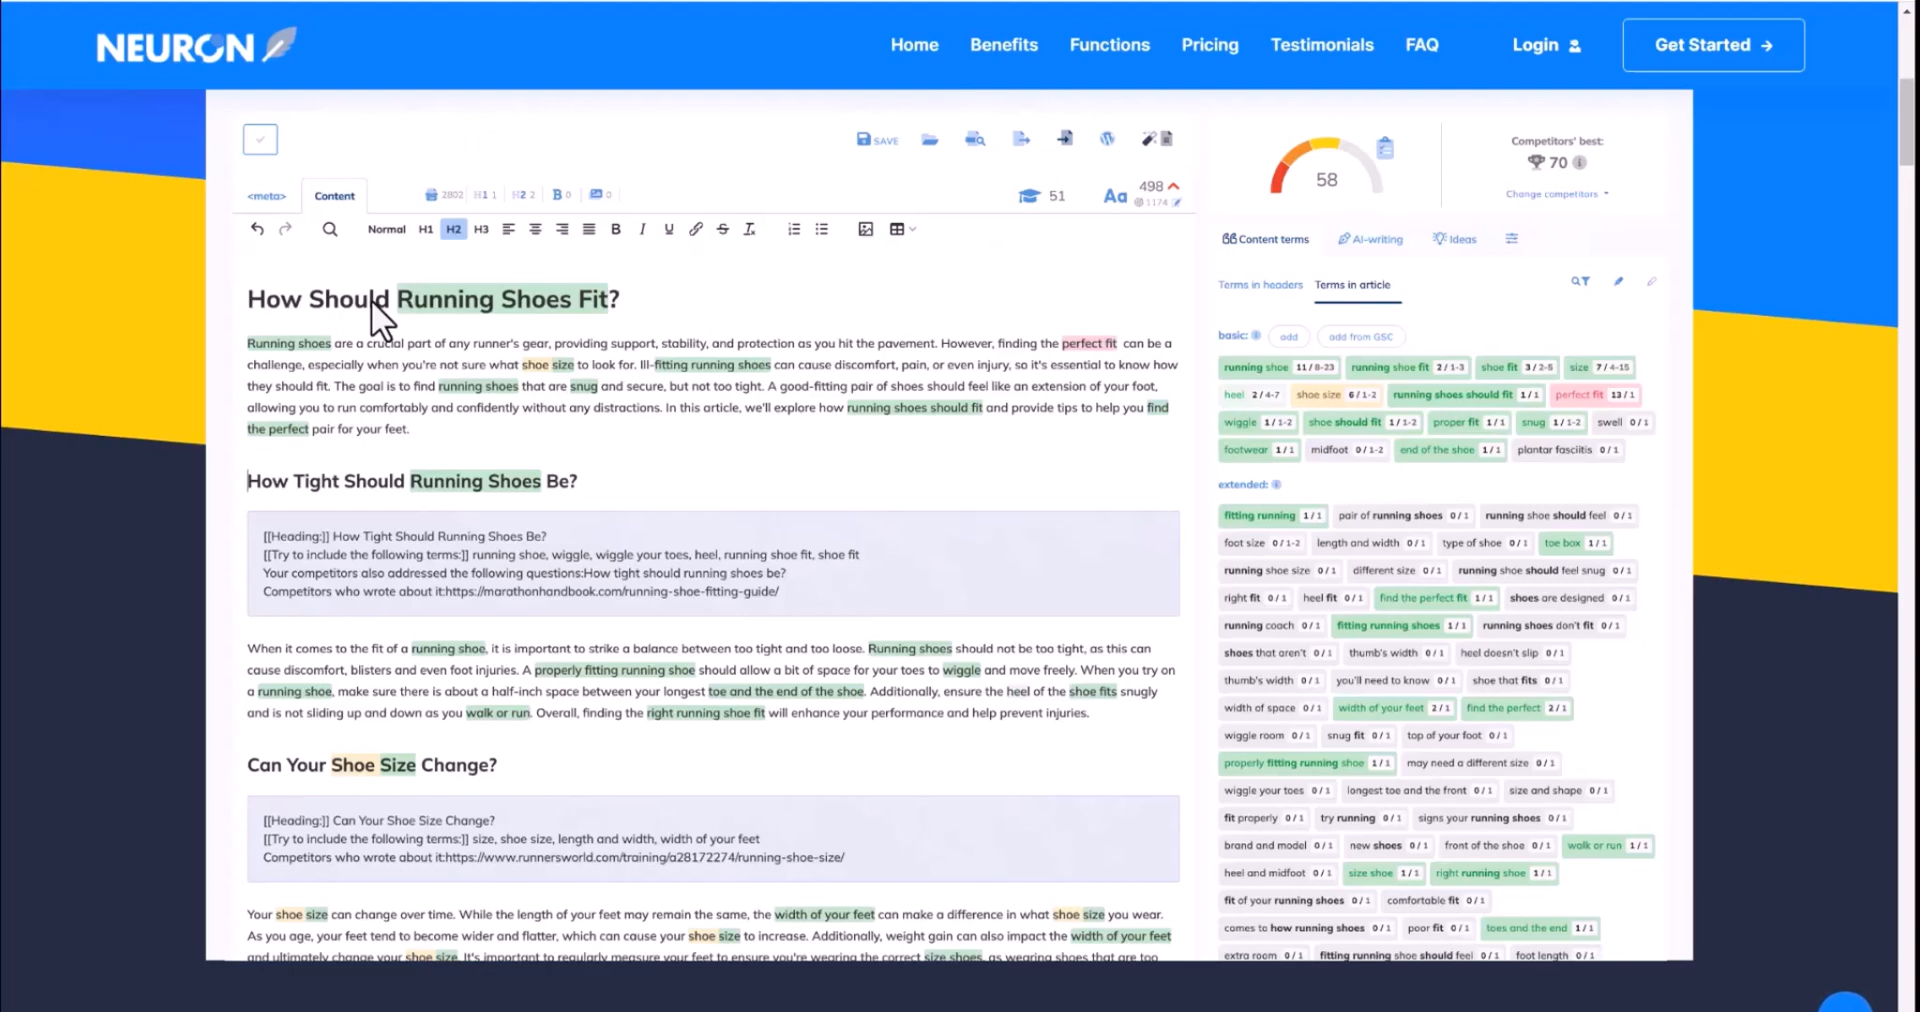 NEURON
Home Benefits Functions Pricing Testimonials FAQ Login Get Started →
SAVE
<meta> Content 2802 H1 1 H2 2 B 0 0 51 Aa 498
1174
Normal H1 H2 H3 B I U S
How Should Running Shoes Fit?
Running shoes are a crucial part of any runner's gear, providing support, stability, and protection as you hit the pavement. However, finding the perfect fit can be a
challenge, especially when you're not sure what shoe size to look for. Ill-fitting running shoes can cause discomfort, pain, or even injury, so it's essential to know how
they should fit. The goal is to find running shoes that are snug and secure, but not too tight. A good-fitting pair of shoes should feel like an extension of your foot,
allowing you to run comfortably and confidently without any distractions. In this article, we'll explore how running shoes should fit and provide tips to help you find
the perfect pair for your feet.
How Tight Should Running Shoes Be?
[[Heading:]] How Tight Should Running Shoes Be?
[[Try to include the following terms:]] running shoe, wiggle, wiggle your toes, heel, running shoe fit, shoe fit
Your competitors also addressed the following questions:How tight should running shoes be?
Competitors who wrote about it:https://marathonhandbook.com/running-shoe-fitting-guide/
When it comes to the fit of a running shoe, it is important to strike a balance between too tight and too loose. Running shoes should not be too tight, as this can
cause discomfort, blisters and even foot injuries. A properly fitting running shoe should allow a bit of space for your toes to wiggle and move freely. When you try on
a running shoe, make sure there is about a half-inch space between your longest toe and the end of the shoe. Additionally, ensure the heel of the shoe fits snugly
and is not sliding up and down as you walk or run. Overall, finding the right running shoe fit will enhance your performance and help prevent injuries.
Can Your Shoe Size Change?
[[Heading:]] Can Your Shoe Size Change?
[[Try to include the following terms:]] size, shoe size, length and width, width of your feet
Competitors who wrote about it:https://www.runnersworld.com/training/a28172274/running-shoe-size/
Your shoe size can change over time. While the length of your feet may remain the same, the width of your feet can make a difference in what shoe size you wear.
As you age, your feet tend to become wider and flatter, which can cause your shoe size to increase. Additionally, weight gain can also impact the width of your feet
and ultimately change your shoe size. It's important to regularly measure your feet to ensure you're wearing the correct size shoes, as wearing shoes that are too
58
Competitors' best:
70
Change competitors
Content terms AI-writing Ideas
Terms in headers Terms in article
basic: add add from GSC
running shoe 11 / 8-23 running shoe fit 2 / 1-3 shoe fit 3 / 2-5 size 7 / 4-15
heel 2 / 4-7 shoe size 6 / 1-2 running shoes should fit 1 / 1 perfect fit 13 / 1
wiggle 1 / 1-2 shoe should fit 1 / 1-2 proper fit 1 / 1 snug 1 / 1-2 swell 0 / 1
footwear 1 / 1 midfoot 0 / 1-2 end of the shoe 1 / 1 plantar fasciitis 0 / 1
extended:
fitting running 1 / 1 pair of running shoes 0 / 1 running shoe should feel 0 / 1
foot size 0 / 1-2 length and width 0 / 1 type of shoe 0 / 1 toe box 1 / 1
running shoe size 0 / 1 different size 0 / 1 running shoe should feel snug 0 / 1
right fit 0 / 1 heel fit 0 / 1 find the perfect fit 1 / 1 shoes are designed 0 / 1
running coach 0 / 1 fitting running shoes 1 / 1 running shoes don't fit 0 / 1
shoes that aren't 0 / 1 thumb's width 0 / 1 heel doesn't slip 0 / 1
thumb's width 0 / 1 you'll need to know 0 / 1 shoe that fits 0 / 1
width of space 0 / 1 width of your feet 2 / 1 find the perfect 2 / 1
wiggle room 0 / 1 snug fit 0 / 1 top of your foot 0 / 1
properly fitting running shoe 1 / 1 may need a different size 0 / 1
wiggle your toes 0 / 1 longest toe and the front 0 / 1 size and shape 0 / 1
fit properly 0 / 1 try running 0 / 1 signs your running shoes 0 / 1
brand and model 0 / 1 new shoes 0 / 1 front of the shoe 0 / 1 walk or run 1 / 1
heel and midfoot 0 / 1 size shoe 1 / 1 right running shoe 1 / 1
fit of your running shoes 0 / 1 comfortable fit 0 / 1
comes to how running shoes 0 / 1 poor fit 0 / 1 toes and the end 1 / 1
extra room 0 / 1 fitting running shoe should feel 0 / 1 foot length 0 / 1